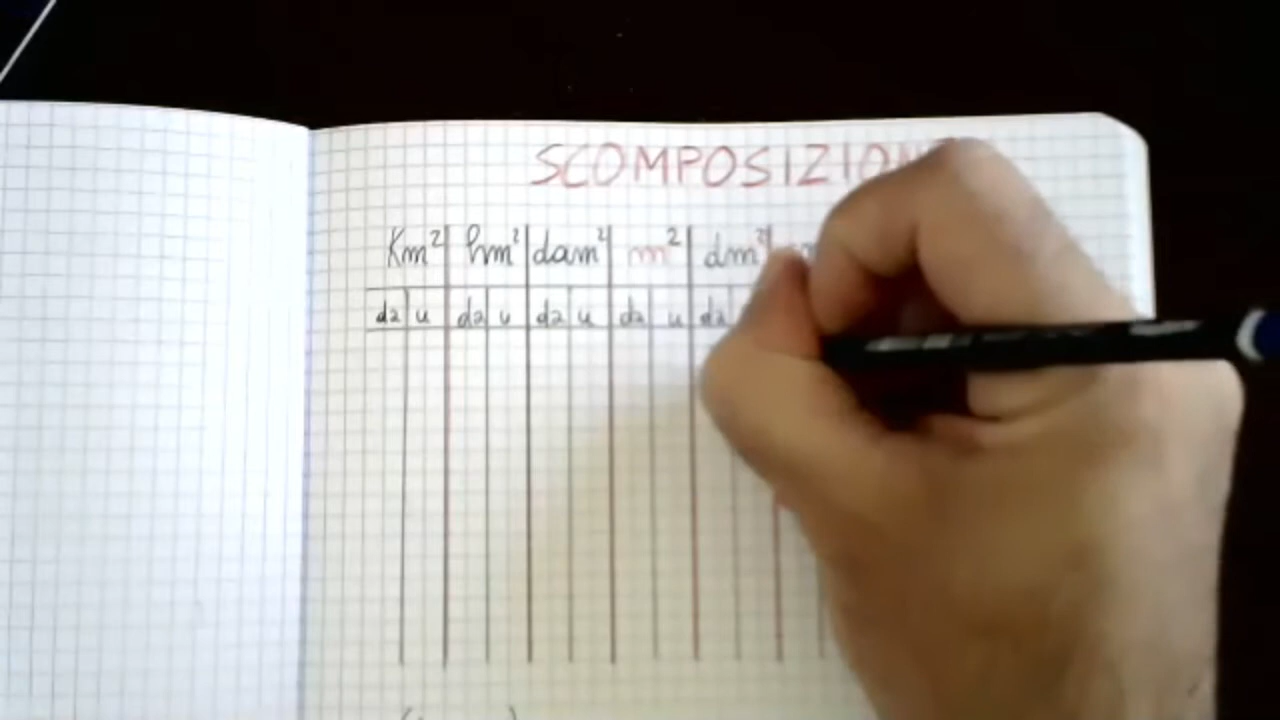 SCOMPOSIZION
Km² hm² dam² m² dm²
da u da u da u da u da